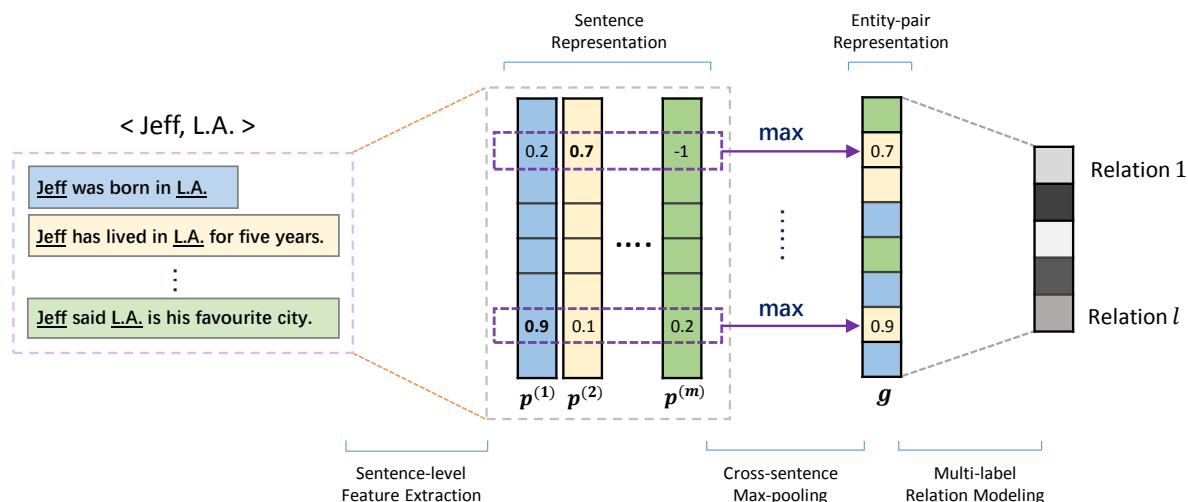 Sentence
Representation
Entity-pair
Representation
< Jeff, L.A. >
Jeff was born in L.A.
Jeff has lived in L.A. for five years.
⋮
Jeff said L.A. is his favourite city.
0.2 0.7 -1
max
0.7
....
0.9 0.1 0.2
max
0.9
p(1) p(2) p(m)
g
Relation 1
Relation l
Sentence-level
Feature Extraction
Cross-sentence
Max-pooling
Multi-label
Relation Modeling